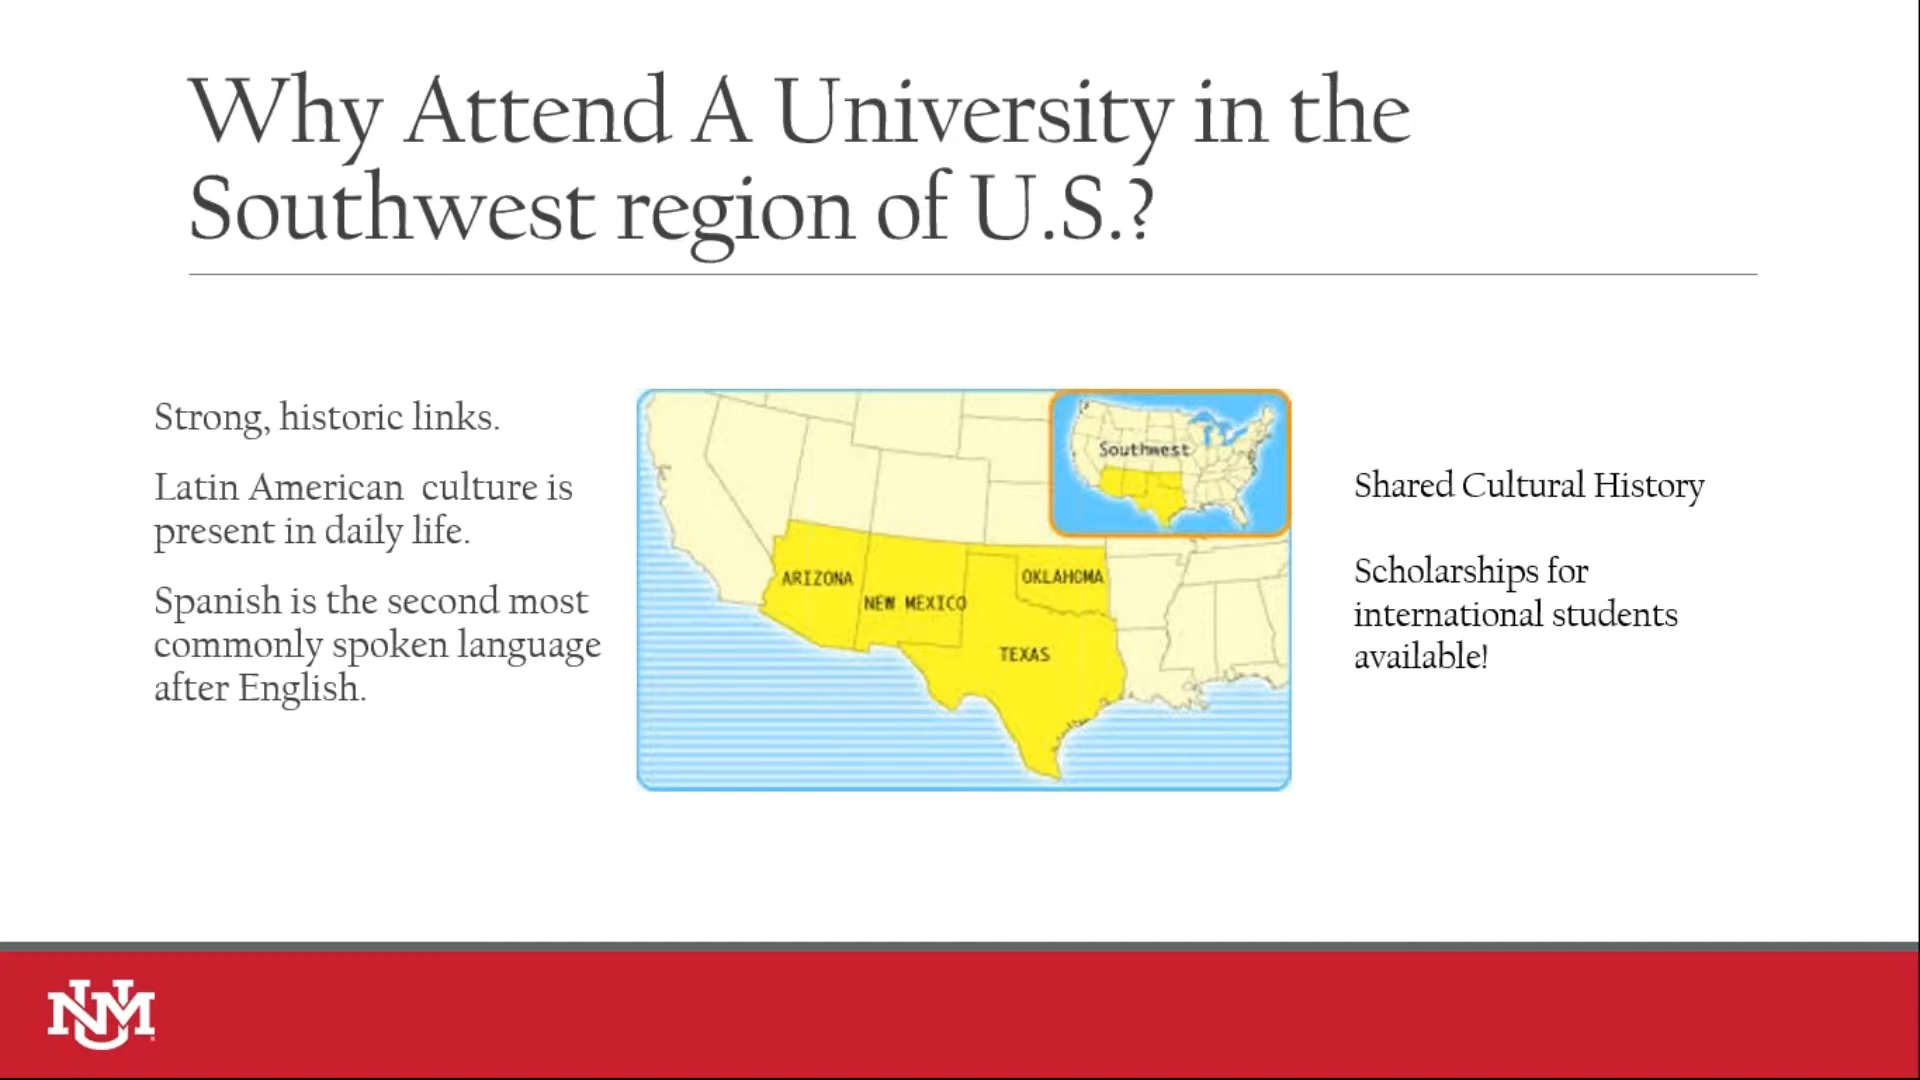 Why Attend A University in the
Southwest region of U.S.?
Strong, historic links.
Latin American culture is
present in daily life.
Spanish is the second most
commonly spoken language
after English.
Southwest
ARIZONA
NEW MEXICO
OKLAHOMA
TEXAS
Shared Cultural History
Scholarships for
international students
available!
UNM